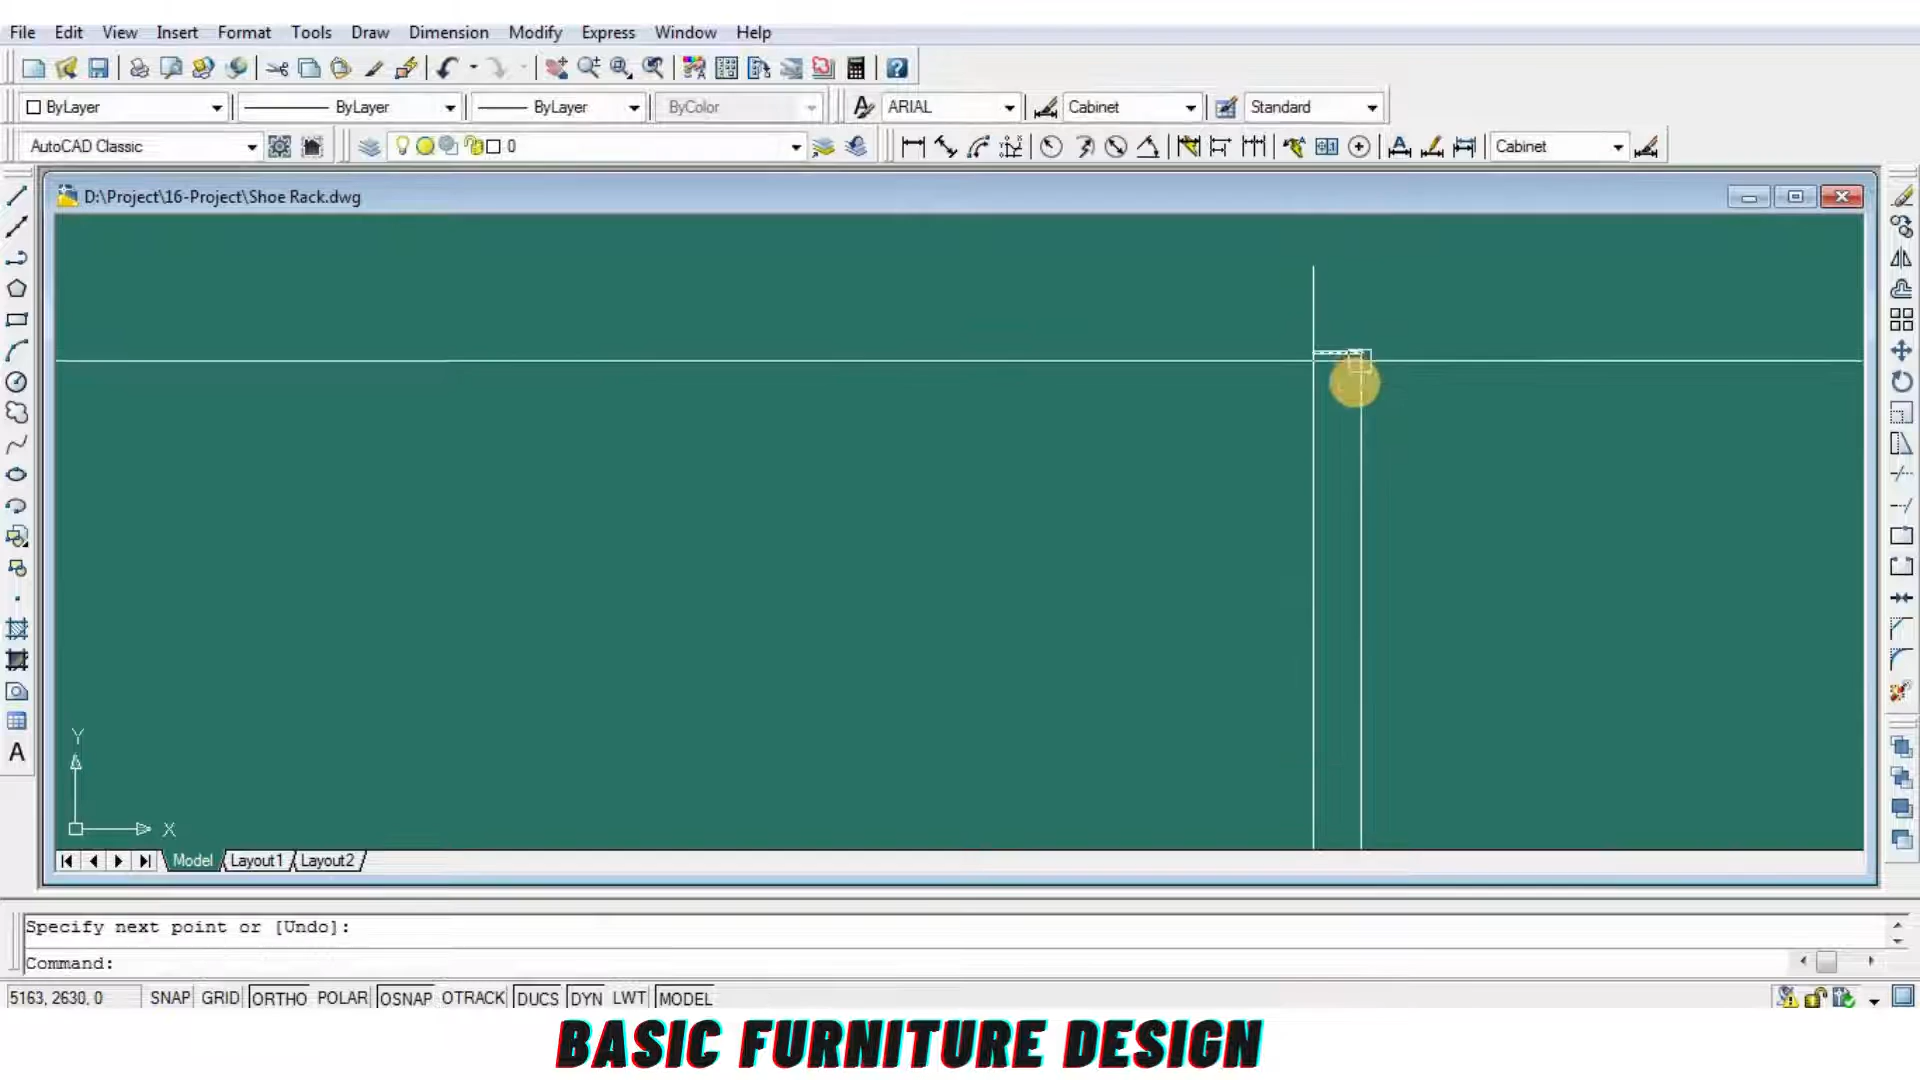 File Edit View Insert Format Tools Draw Dimension Modify Express Window Help
ByLayer ByLayer ByLayer ByColor ARIAL Cabinet Standard
AutoCAD Classic 0 Cabinet
D:\Project\16-Project\Shoe Rack.dwg
Y
X
Model Layout1 Layout2
A
Specify next point or [Undo]:
Command:
5163, 2630, 0 SNAP GRID ORTHO POLAR OSNAP OTRACK DUCS DYN LWT MODEL
BASIC FURNITURE DESIGN